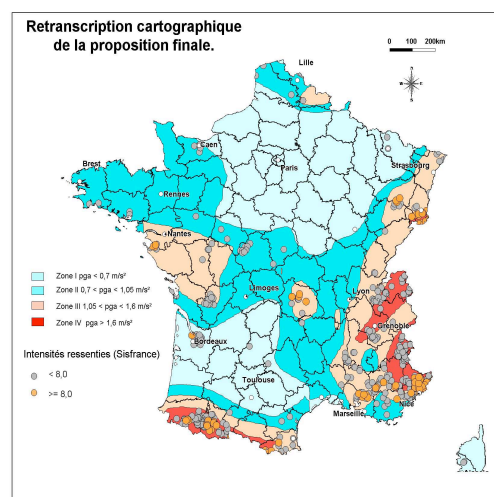 Retranscription cartographique
de la proposition finale.
0 100 200km
N
W E
S
Lille
Caen
Paris
Strasbourg
Brest
Rennes
Nantes
Zone I pga < 0,7 m/s²
Zone II 0,7 < pga < 1,05 m/s²
Zone III 1,05 < pga < 1,6 m/s²
Zone IV pga > 1,6 m/s²
Limoges
Lyon
Grenoble
Intensités ressenties (Sisfrance)
< 8,0
>= 8,0
Bordeaux
Toulouse
Nice
Marseille